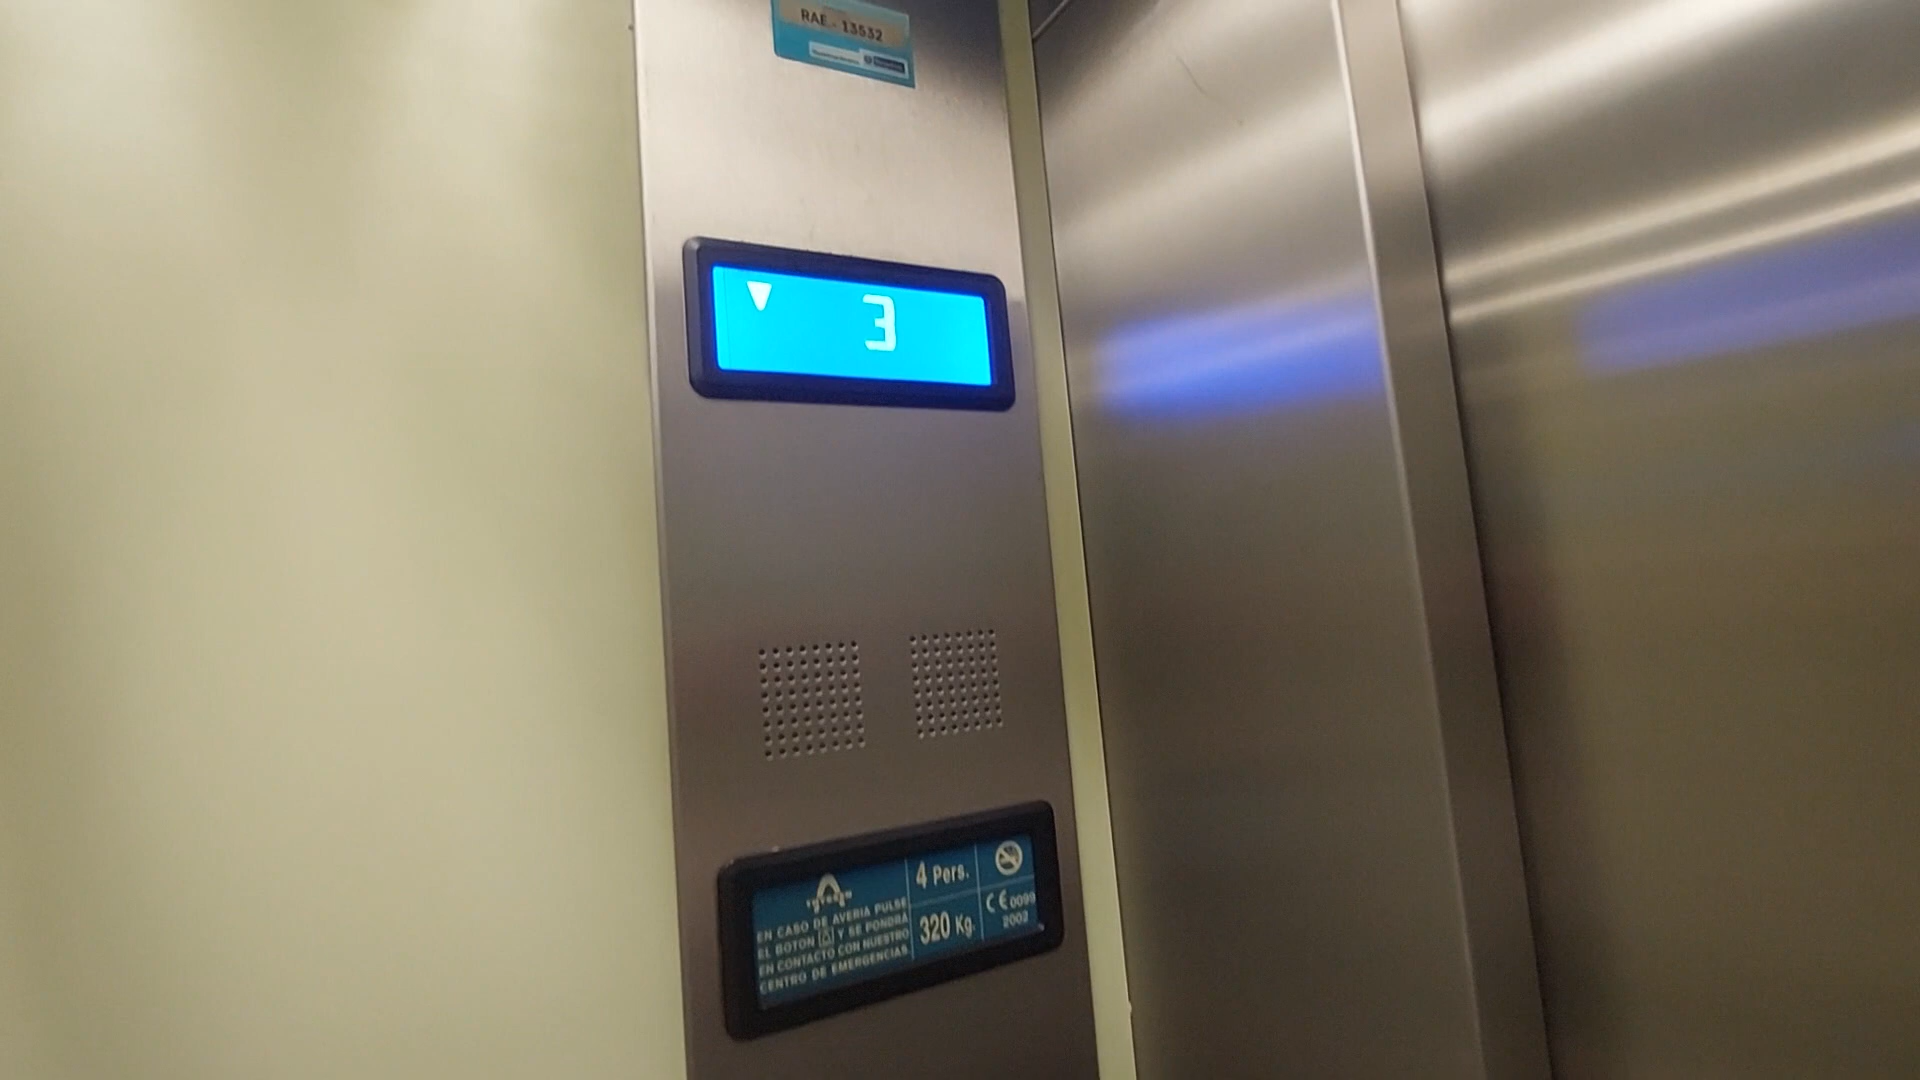 RAE - 13532
3
EN CASO DE AVERIA PULSE
EL BOTON Y SE PONDRÁ
EN CONTACTO CON NUESTRO
CENTRO DE EMERGENCIAS.
4 Pers.
320 Kg.
CE 0099
2002